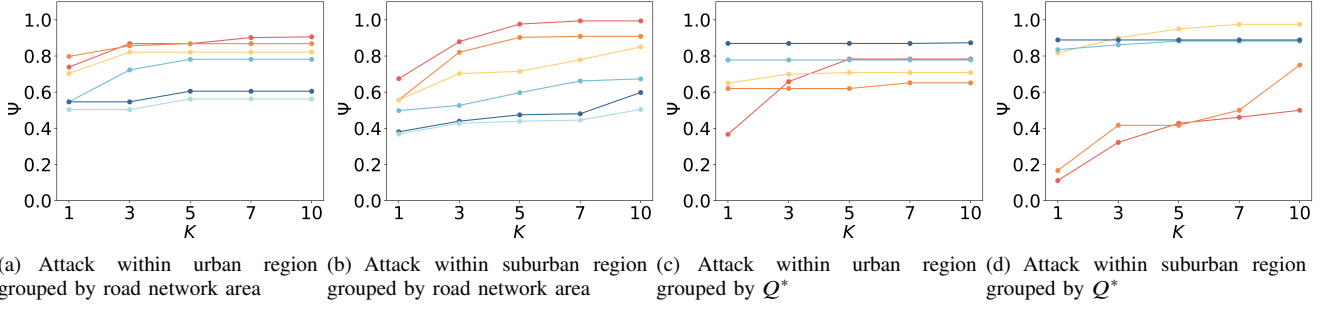 1.0
0.8
0.6
0.4
0.2
0.0
Ψ
1 3 5 7 10
K
1.0
0.8
0.6
0.4
0.2
0.0
Ψ
1 3 5 7 10
K
1.0
0.8
0.6
0.4
0.2
0.0
Ψ
1 3 5 7 10
K
1.0
0.8
0.6
0.4
0.2
0.0
Ψ
1 3 5 7 10
K
(a) Attack within urban region
grouped by road network area
(b) Attack within suburban region
grouped by road network area
(c) Attack within urban region
grouped by Q*
(d) Attack within suburban region
grouped by Q*